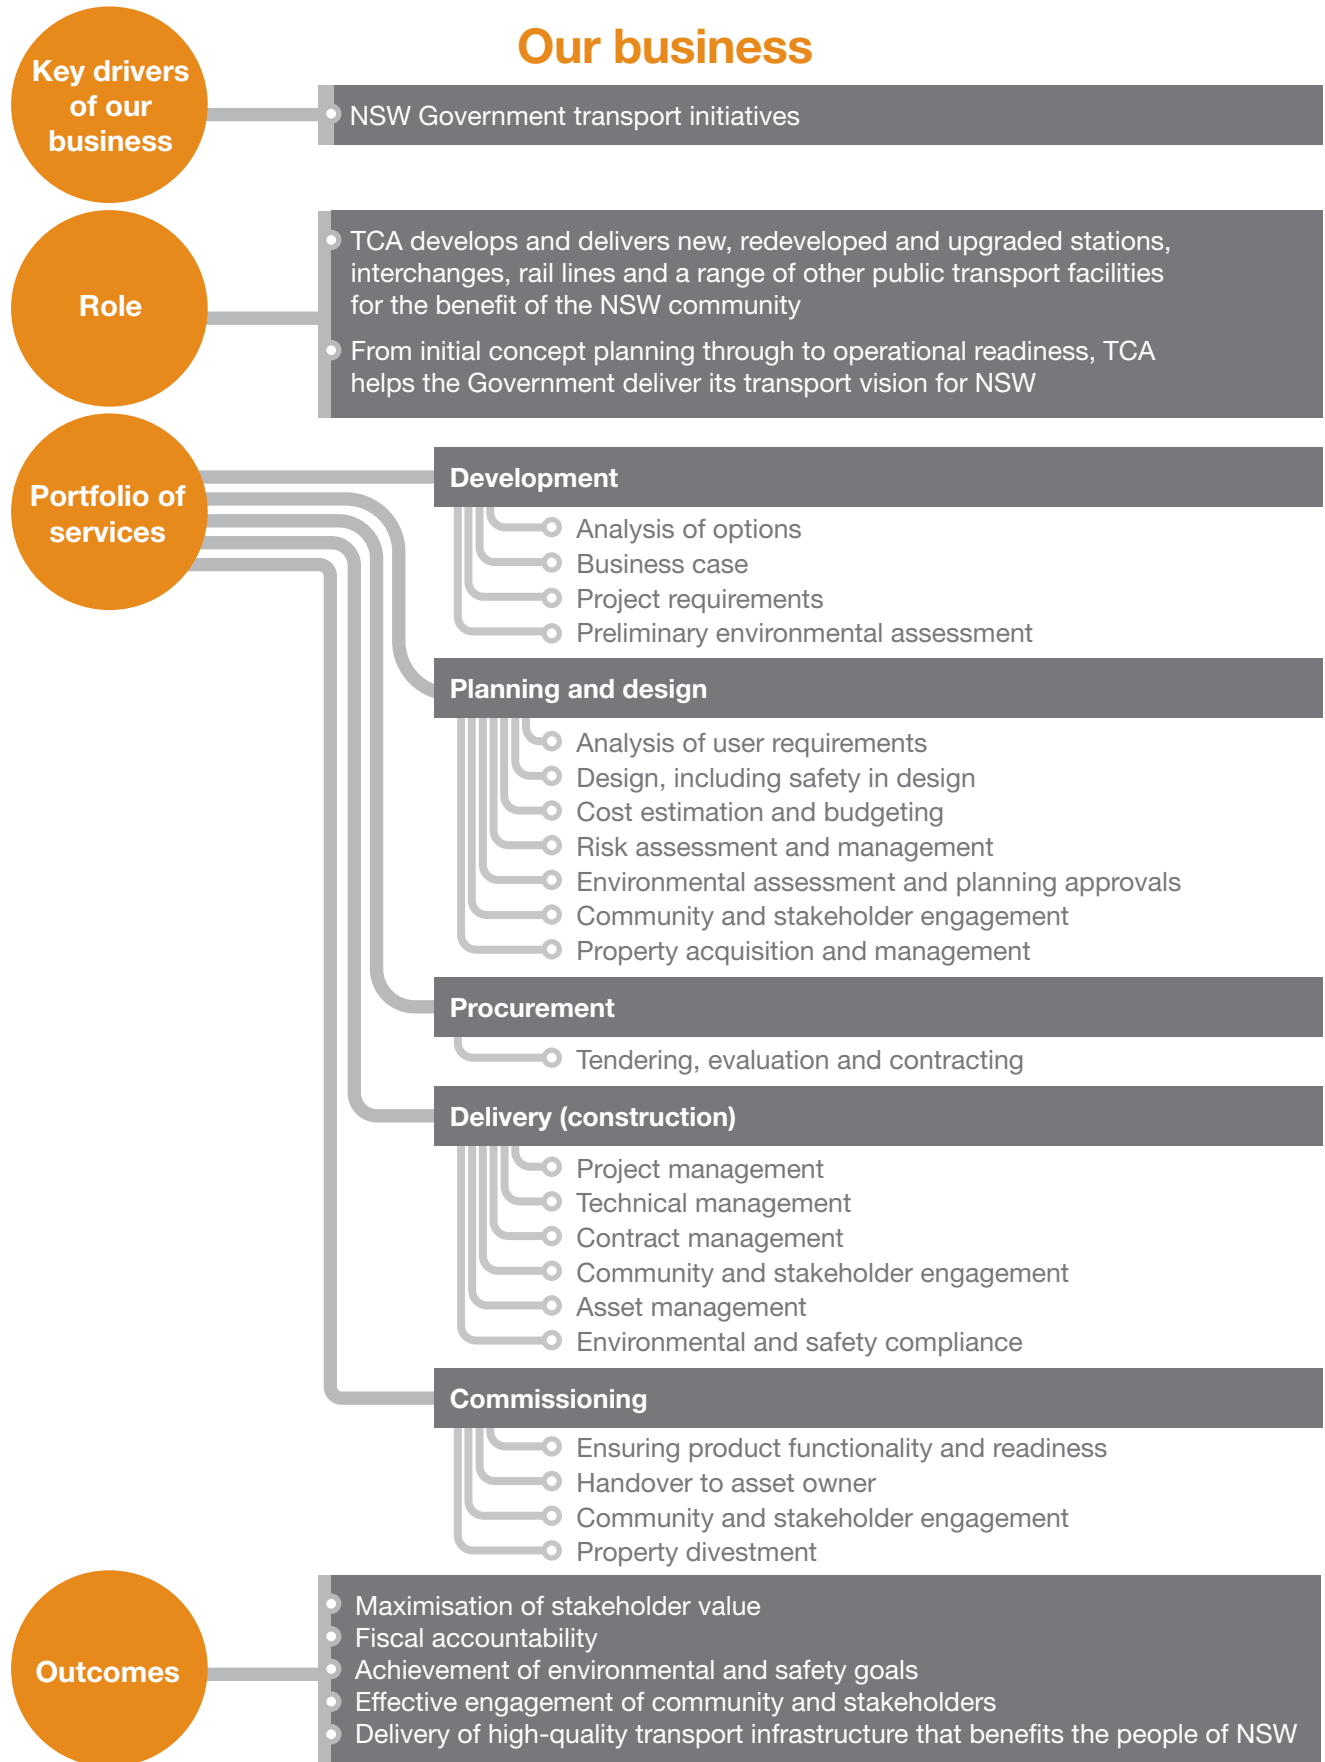 Our business
Key drivers
of our
business
NSW Government transport initiatives
Role
TCA develops and delivers new, redeveloped and upgraded stations,
interchanges, rail lines and a range of other public transport facilities
for the benefit of the NSW community
From initial concept planning through to operational readiness, TCA
helps the Government deliver its transport vision for NSW
Portfolio of
services
Development
Analysis of options
Business case
Project requirements
Preliminary environmental assessment
Planning and design
Analysis of user requirements
Design, including safety in design
Cost estimation and budgeting
Risk assessment and management
Environmental assessment and planning approvals
Community and stakeholder engagement
Property acquisition and management
Procurement
Tendering, evaluation and contracting
Delivery (construction)
Project management
Technical management
Contract management
Community and stakeholder engagement
Asset management
Environmental and safety compliance
Commissioning
Ensuring product functionality and readiness
Handover to asset owner
Community and stakeholder engagement
Property divestment
Outcomes
Maximisation of stakeholder value
Fiscal accountability
Achievement of environmental and safety goals
Effective engagement of community and stakeholders
Delivery of high-quality transport infrastructure that benefits the people of NSW